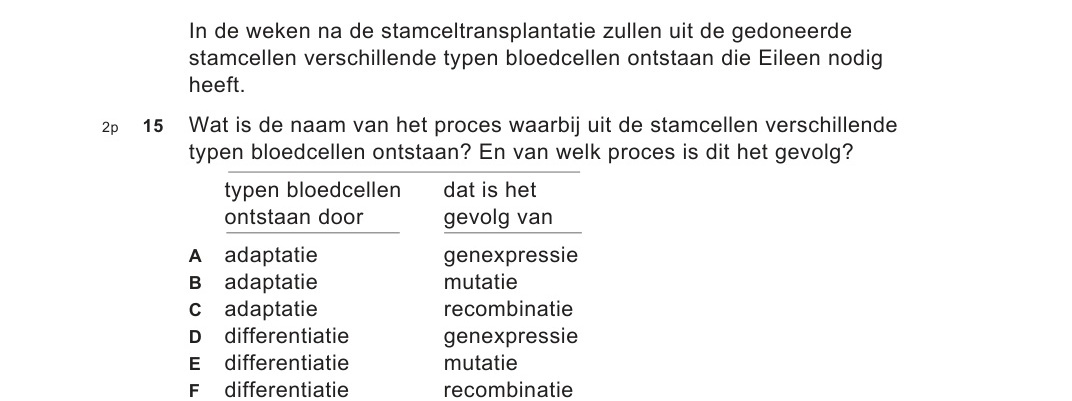 In de weken na de stamceltransplantatie zullen uit de gedoneerde
stamcellen verschillende typen bloedcellen ontstaan die Eileen nodig
heeft.
2p 15 Wat is de naam van het proces waarbij uit de stamcellen verschillende
typen bloedcellen ontstaan? En van welk proces is dit het gevolg?
typen bloedcellen dat is het
ontstaan door gevolg van
A adaptatie genexpressie
B adaptatie mutatie
C adaptatie recombinatie
D differentiatie genexpressie
E differentiatie mutatie
F differentiatie recombinatie